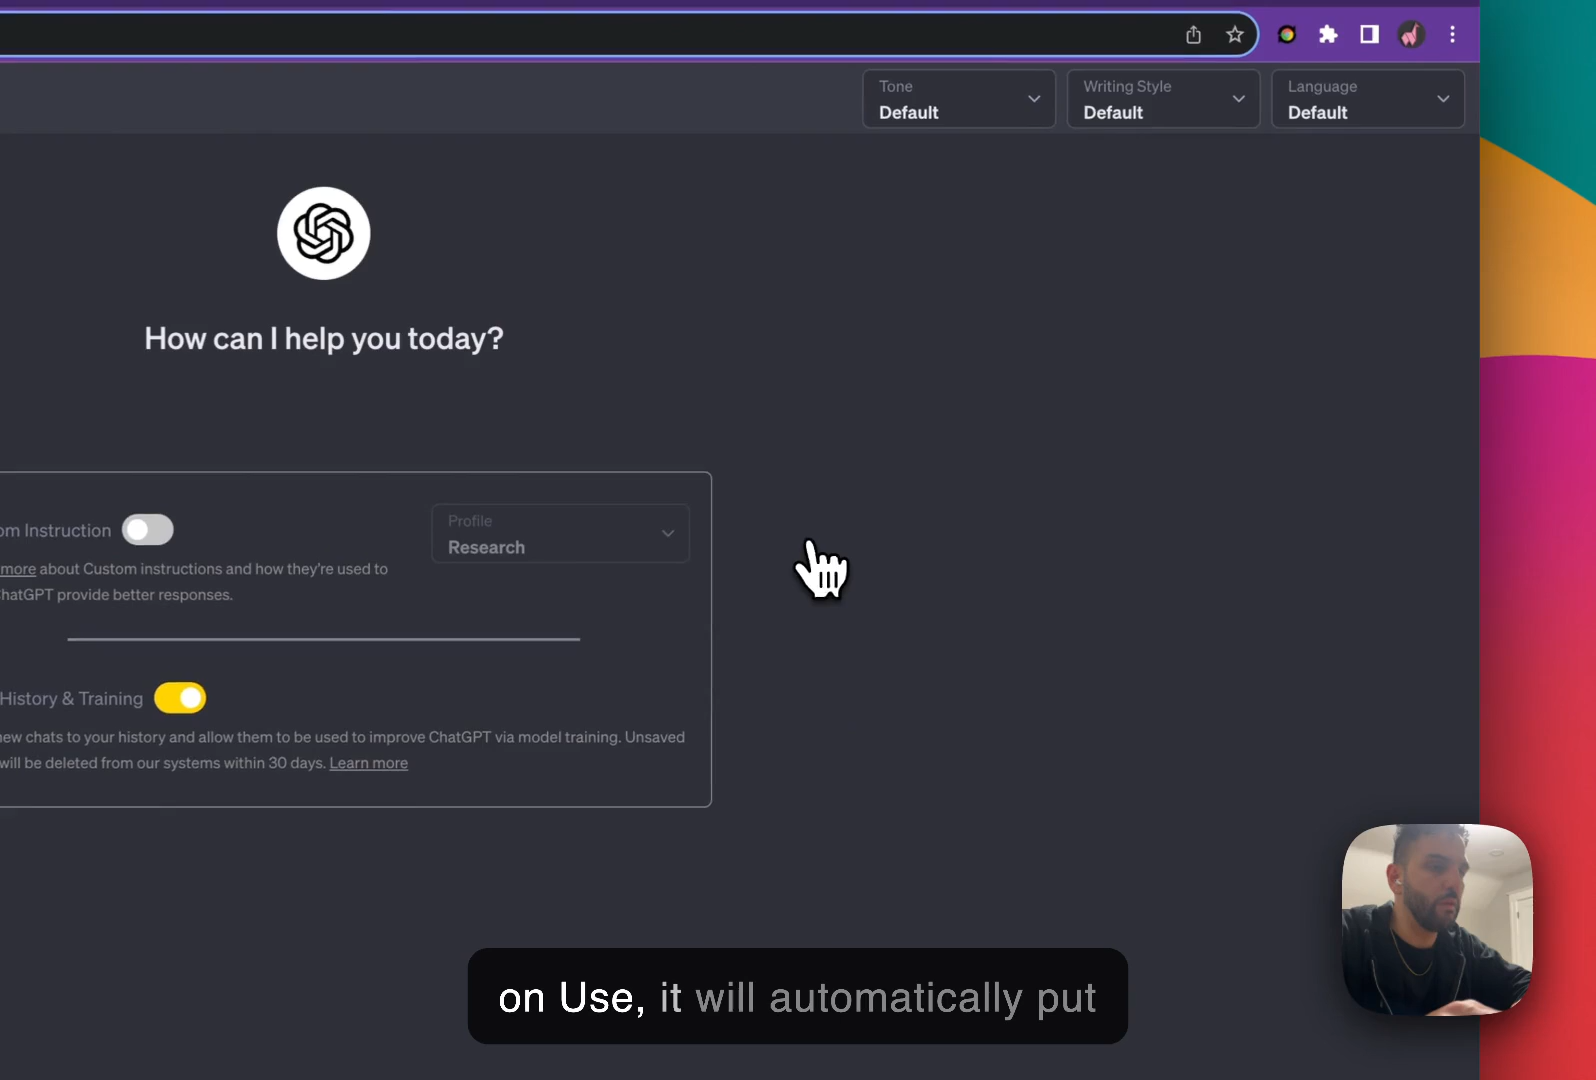 Tone
Default
Writing Style
Default
Language
Default
How can I help you today?
om Instruction
Profile
Research
more about Custom instructions and how they're used to
ChatGPT provide better responses.
History & Training
new chats to your history and allow them to be used to improve ChatGPT via model training. Unsaved
will be deleted from our systems within 30 days. Learn more
on Use, it will automatically put